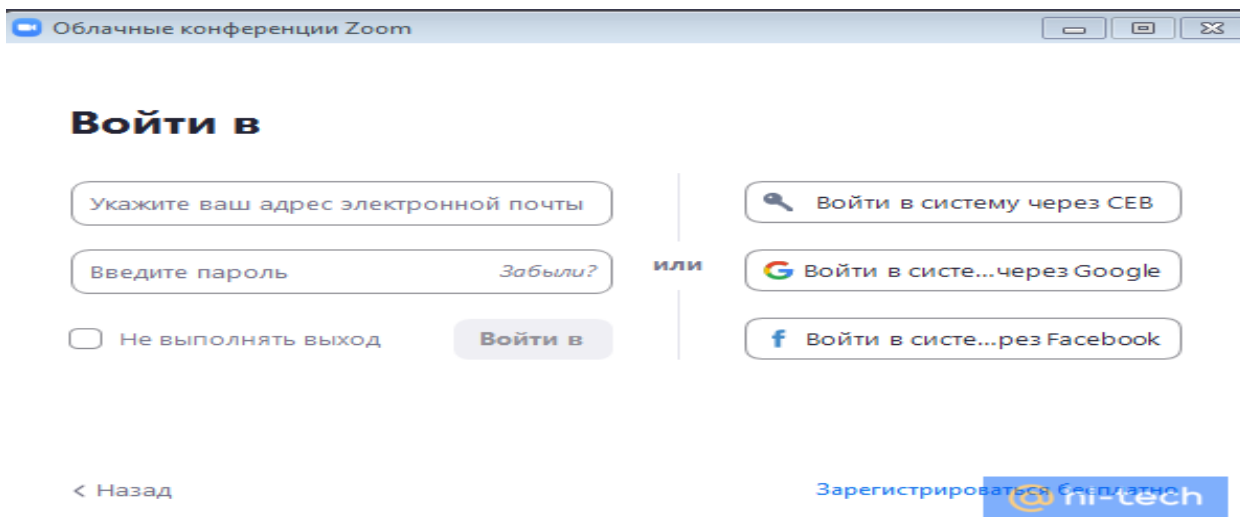 Облачные конференции Zoom
Войти в
Укажите ваш адрес электронной почты
Введите пароль Забыли?
Не выполнять выход Войти в
или
Войти в систему через СЕВ
Войти в систе...через Google
Войти в систе...рез Facebook
< Назад
Зарегистрироваться бесплатно
@hi-tech